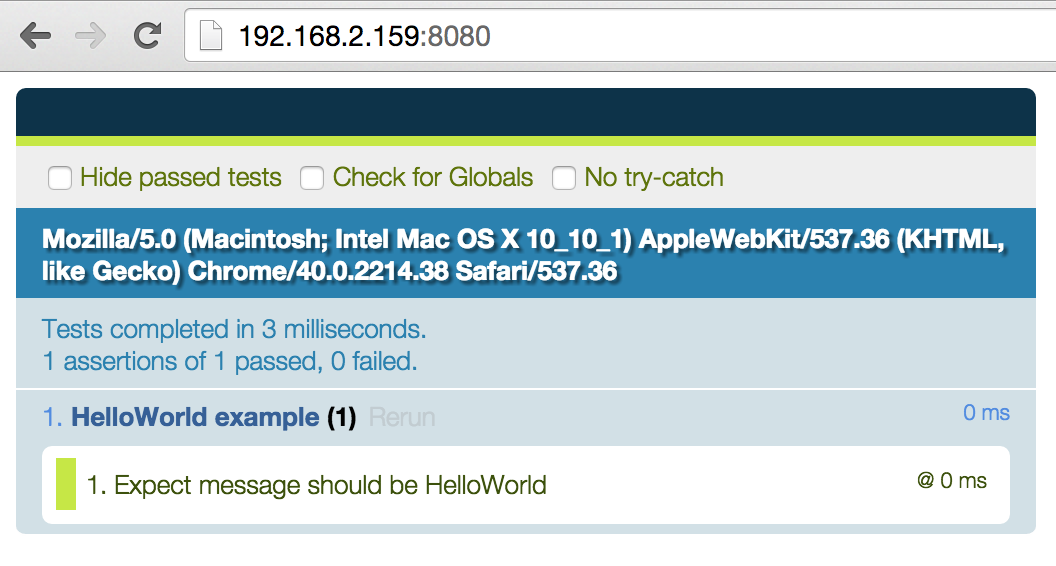 192.168.2.159:8080
Hide passed tests Check for Globals No try-catch
Mozilla/5.0 (Macintosh; Intel Mac OS X 10_10_1) AppleWebKit/537.36 (KHTML,
like Gecko) Chrome/40.0.2214.38 Safari/537.36
Tests completed in 3 milliseconds.
1 assertions of 1 passed, 0 failed.
1. HelloWorld example (1) Rerun 0 ms
1. Expect message should be HelloWorld @ 0 ms